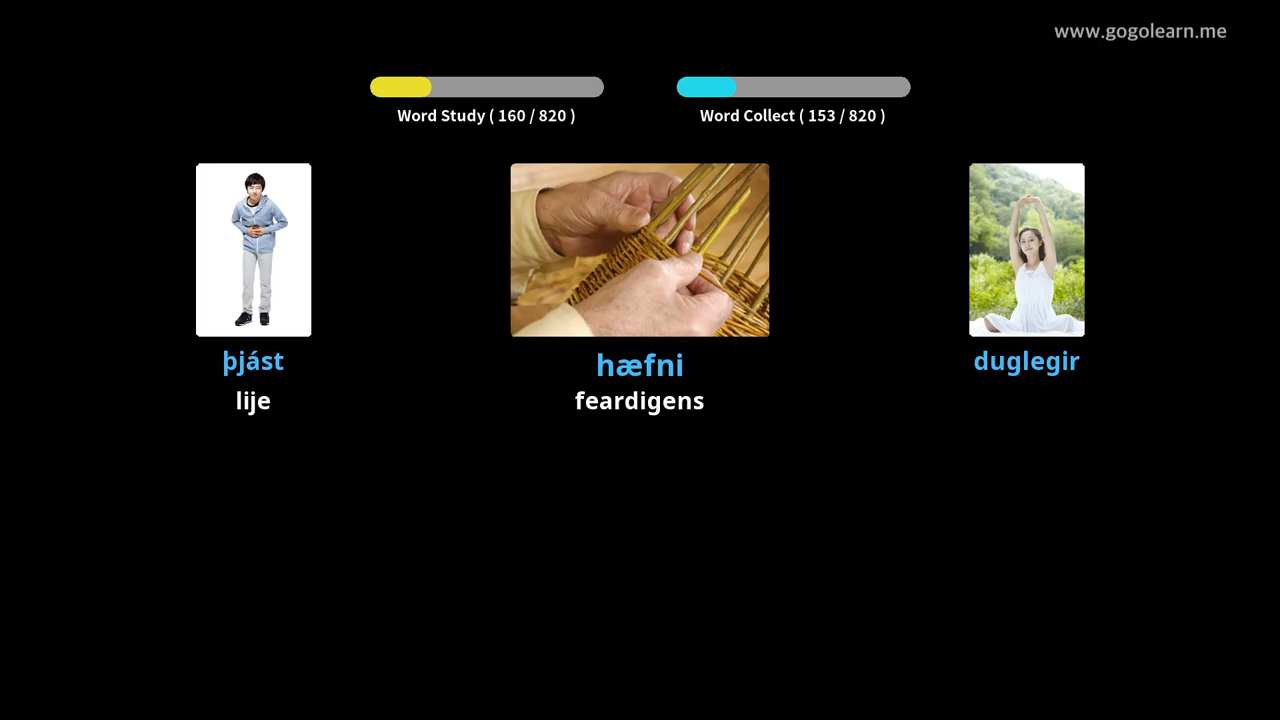 www.gogolearn.me
Word Study ( 160 / 820 )
Word Collect ( 153 / 820 )
þjást
hæfni
duglegir
lije
feardigens